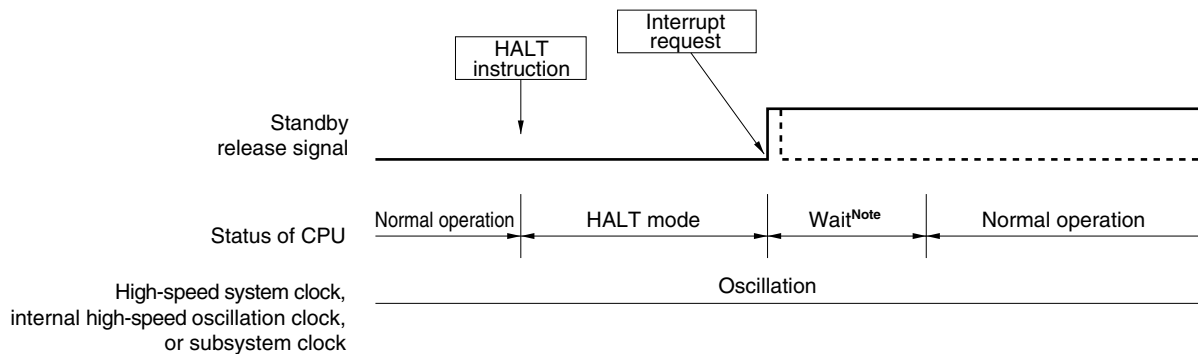 Interrupt
request
HALT
instruction
Standby
release signal
Status of CPU
Normal operation
HALT mode
WaitNote
Normal operation
High-speed system clock,
internal high-speed oscillation clock,
or subsystem clock
Oscillation